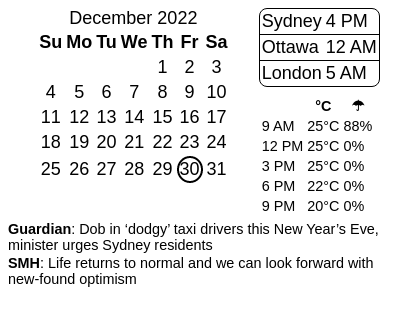 December 2022
Su Mo Tu We Th Fr Sa
1 2 3
4 5 6 7 8 9 10
11 12 13 14 15 16 17
18 19 20 21 22 23 24
25 26 27 28 29 30 31
Sydney 4 PM
Ottawa 12 AM
London 5 AM
°C ☂
9 AM 25°C 88%
12 PM 25°C 0%
3 PM 25°C 0%
6 PM 22°C 0%
9 PM 20°C 0%
Guardian: Dob in ‘dodgy’ taxi drivers this New Year’s Eve,
minister urges Sydney residents
SMH: Life returns to normal and we can look forward with
new-found optimism